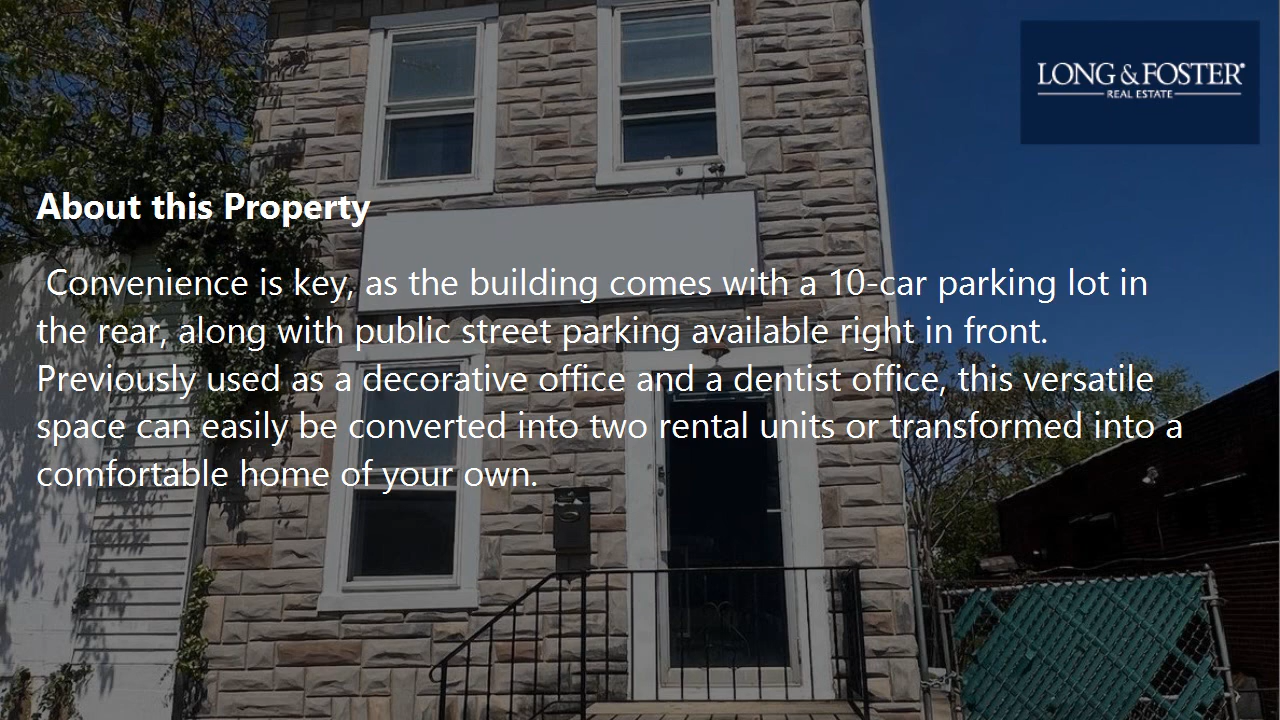 LONG & FOSTER®
REAL ESTATE
About this Property
Convenience is key, as the building comes with a 10-car parking lot in
the rear, along with public street parking available right in front.
Previously used as a decorative office and a dentist office, this versatile
space can easily be converted into two rental units or transformed into a
comfortable home of your own.